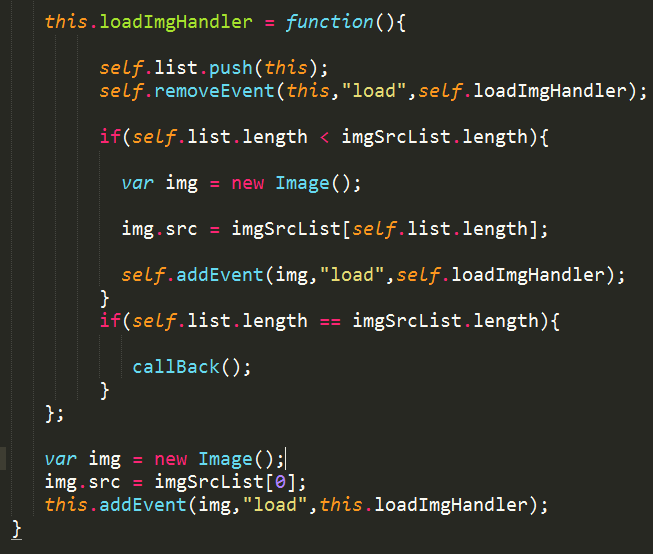 this.loadImgHandler = function(){
self.list.push(this);
self.removeEvent(this,"load",self.loadImgHandler);
if(self.list.length < imgSrcList.length){
var img = new Image();
img.src = imgSrcList[self.list.length];
self.addEvent(img,"load",self.loadImgHandler);
}
if(self.list.length == imgSrcList.length){
callBack();
}
};
var img = new Image();
img.src = imgSrcList[0];
this.addEvent(img,"load",this.loadImgHandler);
}